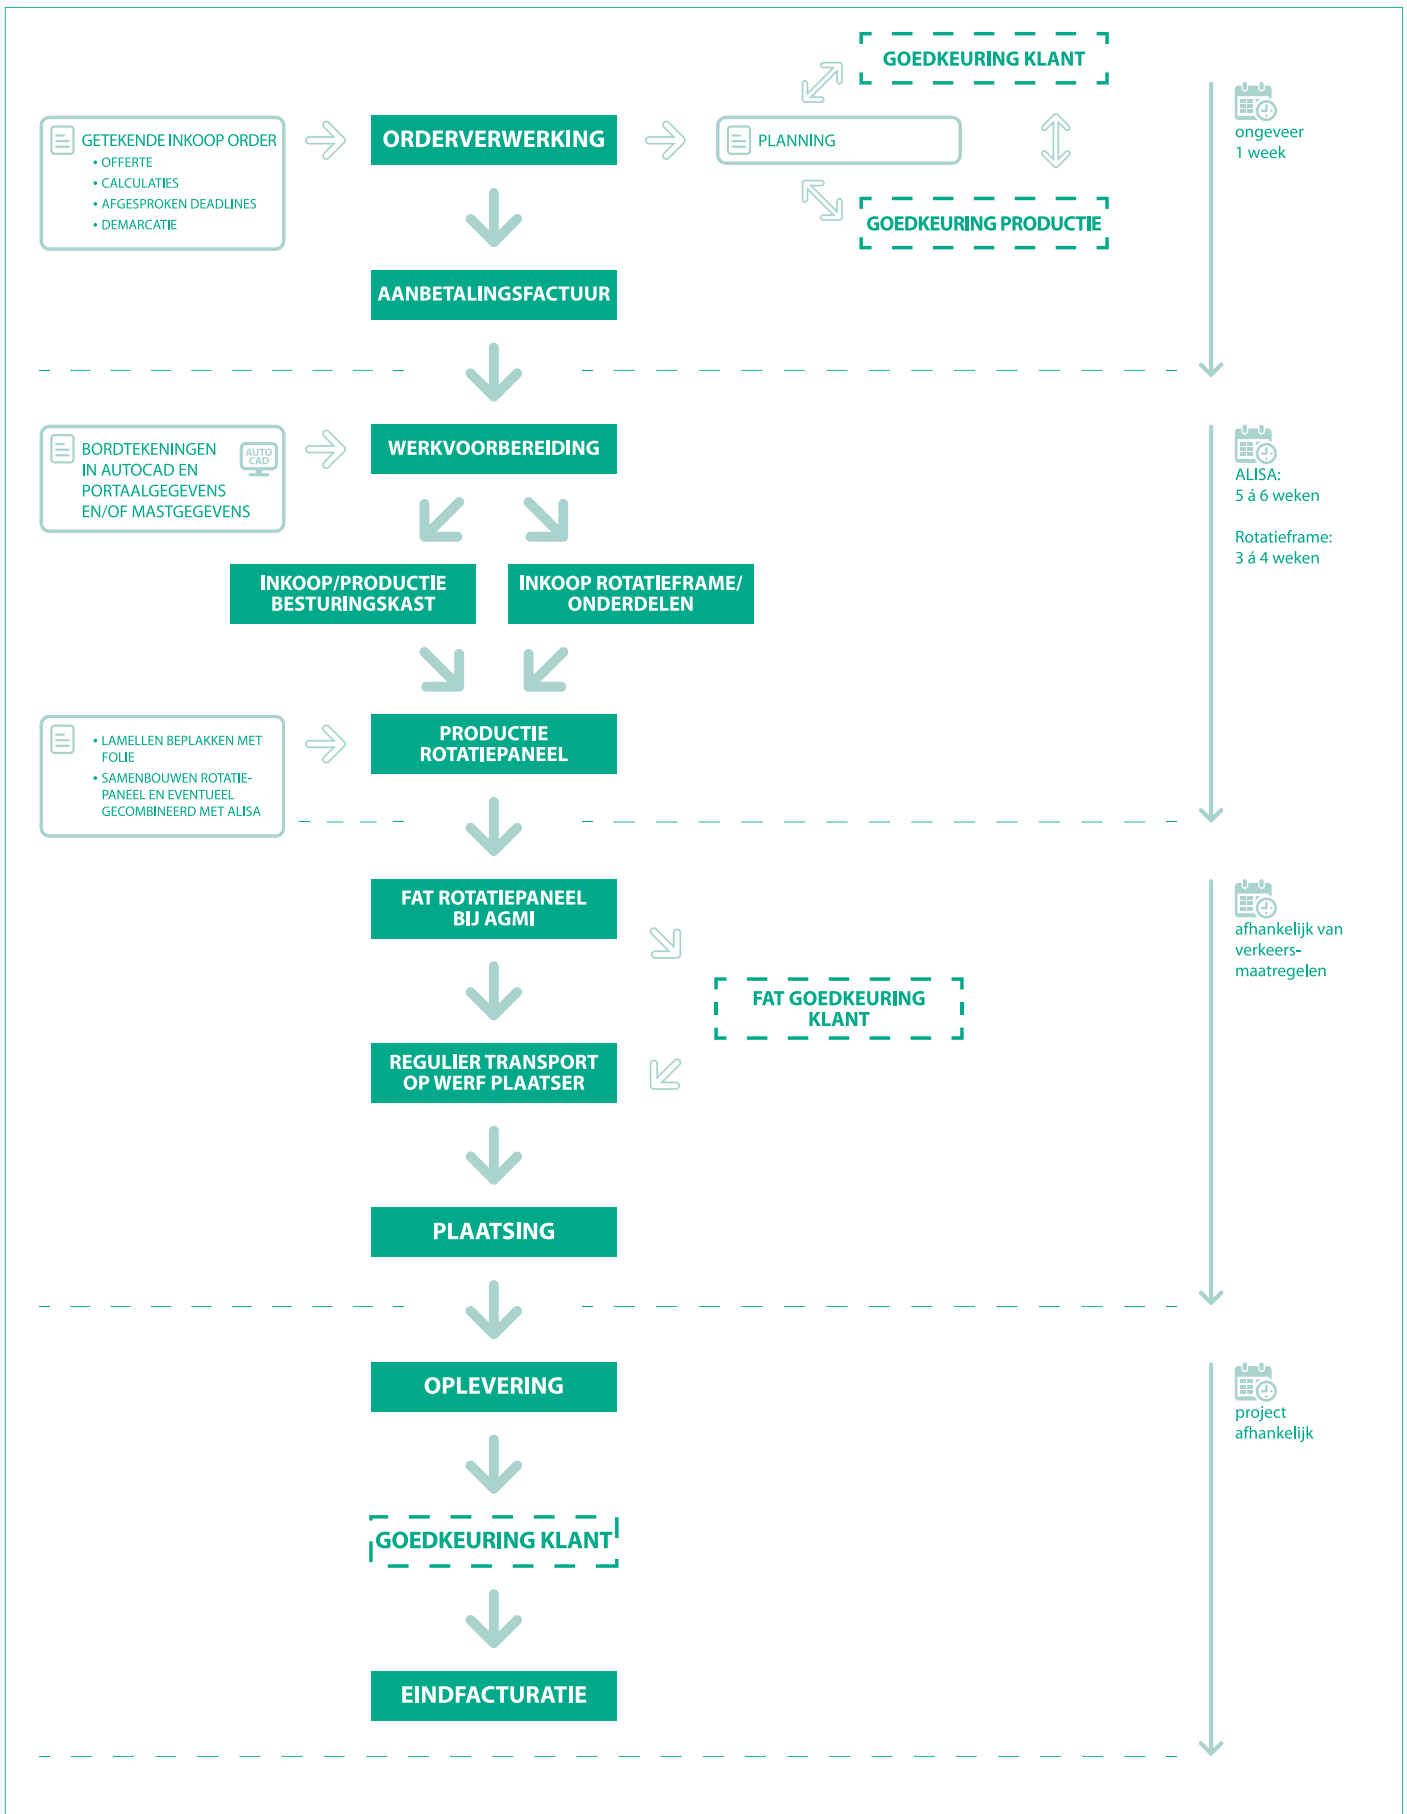 GOEDKEURING KLANT
ongeveer
1 week
GETEKENDE INKOOP ORDER
• OFFERTE
• CALCULATIES
• AFGESPROKEN DEADLINES
• DEMARCATIE
ORDERVERWERKING
PLANNING
GOEDKEURING PRODUCTIE
AANBETALINGSFACTUUR
BORDTEKENINGEN
IN AUTOCAD EN
PORTAALGEGEVENS
EN/OF MASTGEGEVENS
AUTO
CAD
WERKVOORBEREIDING
ALISA:
5 á 6 weken
Rotatieframe:
3 á 4 weken
INKOOP/PRODUCTIE
BESTURINGSKAST
INKOOP ROTATIEFRAME/
ONDERDELEN
• LAMELLEN BEPLAKKEN MET
FOLIE
• SAMENBOUWEN ROTATIE-
PANEEL EN EVENTUEEL
GECOMBINEERD MET ALISA
PRODUCTIE
ROTATIEPANEEL
FAT ROTATIEPANEEL
BIJ AGMI
afhankelijk van
verkeers-
maatregelen
FAT GOEDKEURING
KLANT
REGULIER TRANSPORT
OP WERF PLAATSER
PLAATSING
OPLEVERING
project
afhankelijk
GOEDKEURING KLANT
EINDFACTURATIE